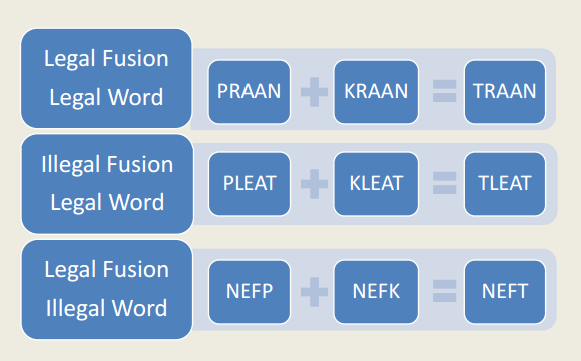 Legal Fusion
Legal Word
PRAAN + KRAAN = TRAAN
Illegal Fusion
Legal Word
PLEAT + KLEAT = TLEAT
Legal Fusion
Illegal Word
NEFP + NEFK = NEFT